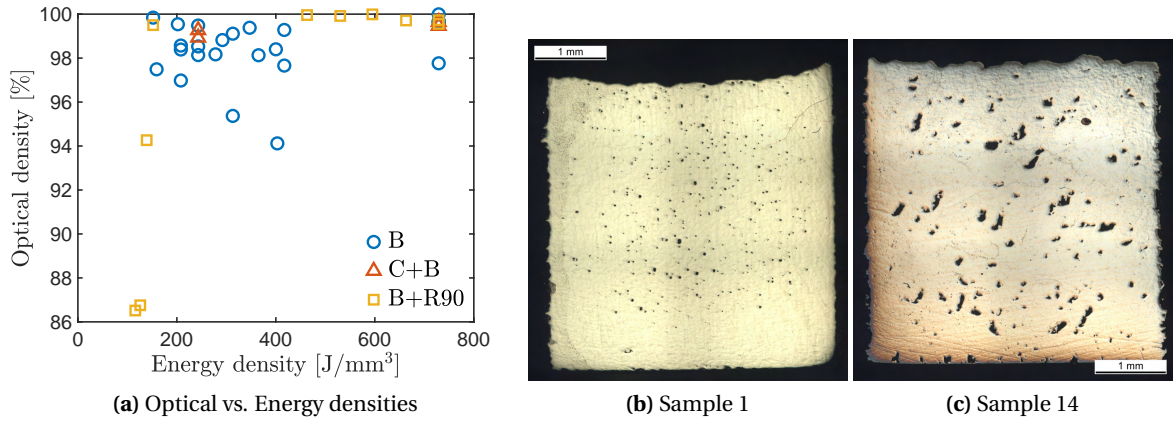 100
98
96
94
92
90
88
86
Optical density [%]
B
C+B
B+R90
0
200
400
600
800
Energy density [J/mm³]
(a) Optical vs. Energy densities
1 mm
(b) Sample 1
1 mm
(c) Sample 14